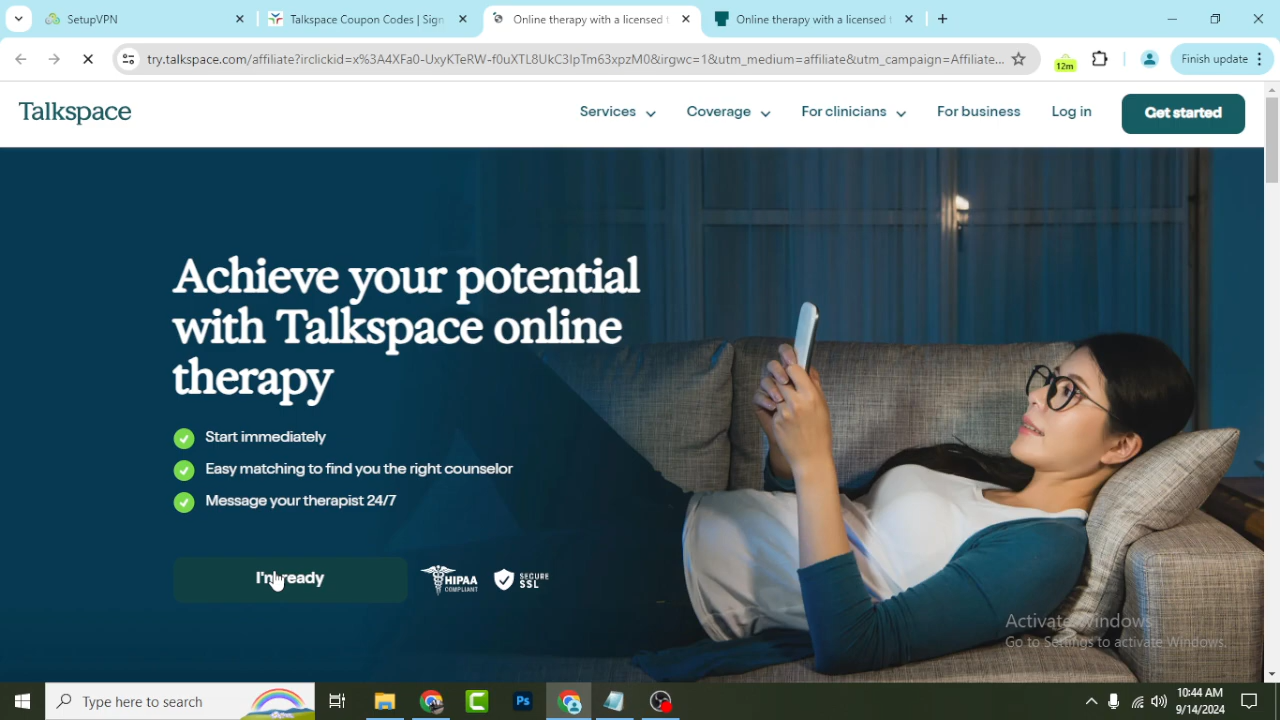 SetupVPN
Talkspace Coupon Codes | Sign
Online therapy with a licensed t
Online therapy with a licensed t
try.talkspace.com/affiliate?irclickid=x%3A4XFa0-UxyKTeRW-f0uXTL8UkC3IpTm63xpzM0&irgwc=1&utm_medium=affiliate&utm_campaign=Affiliate...
12m
Finish update
Talkspace
Services
Coverage
For clinicians
For business
Log in
Get started
Achieve your potential
with Talkspace online
therapy
Start immediately
Easy matching to find you the right counselor
Message your therapist 24/7
I'm ready
HIPAA
COMPLIANT
SECURE
SSL
Activate Windows
Go to Settings to activate Windows.
Type here to search
Ps
10:44 AM
9/14/2024